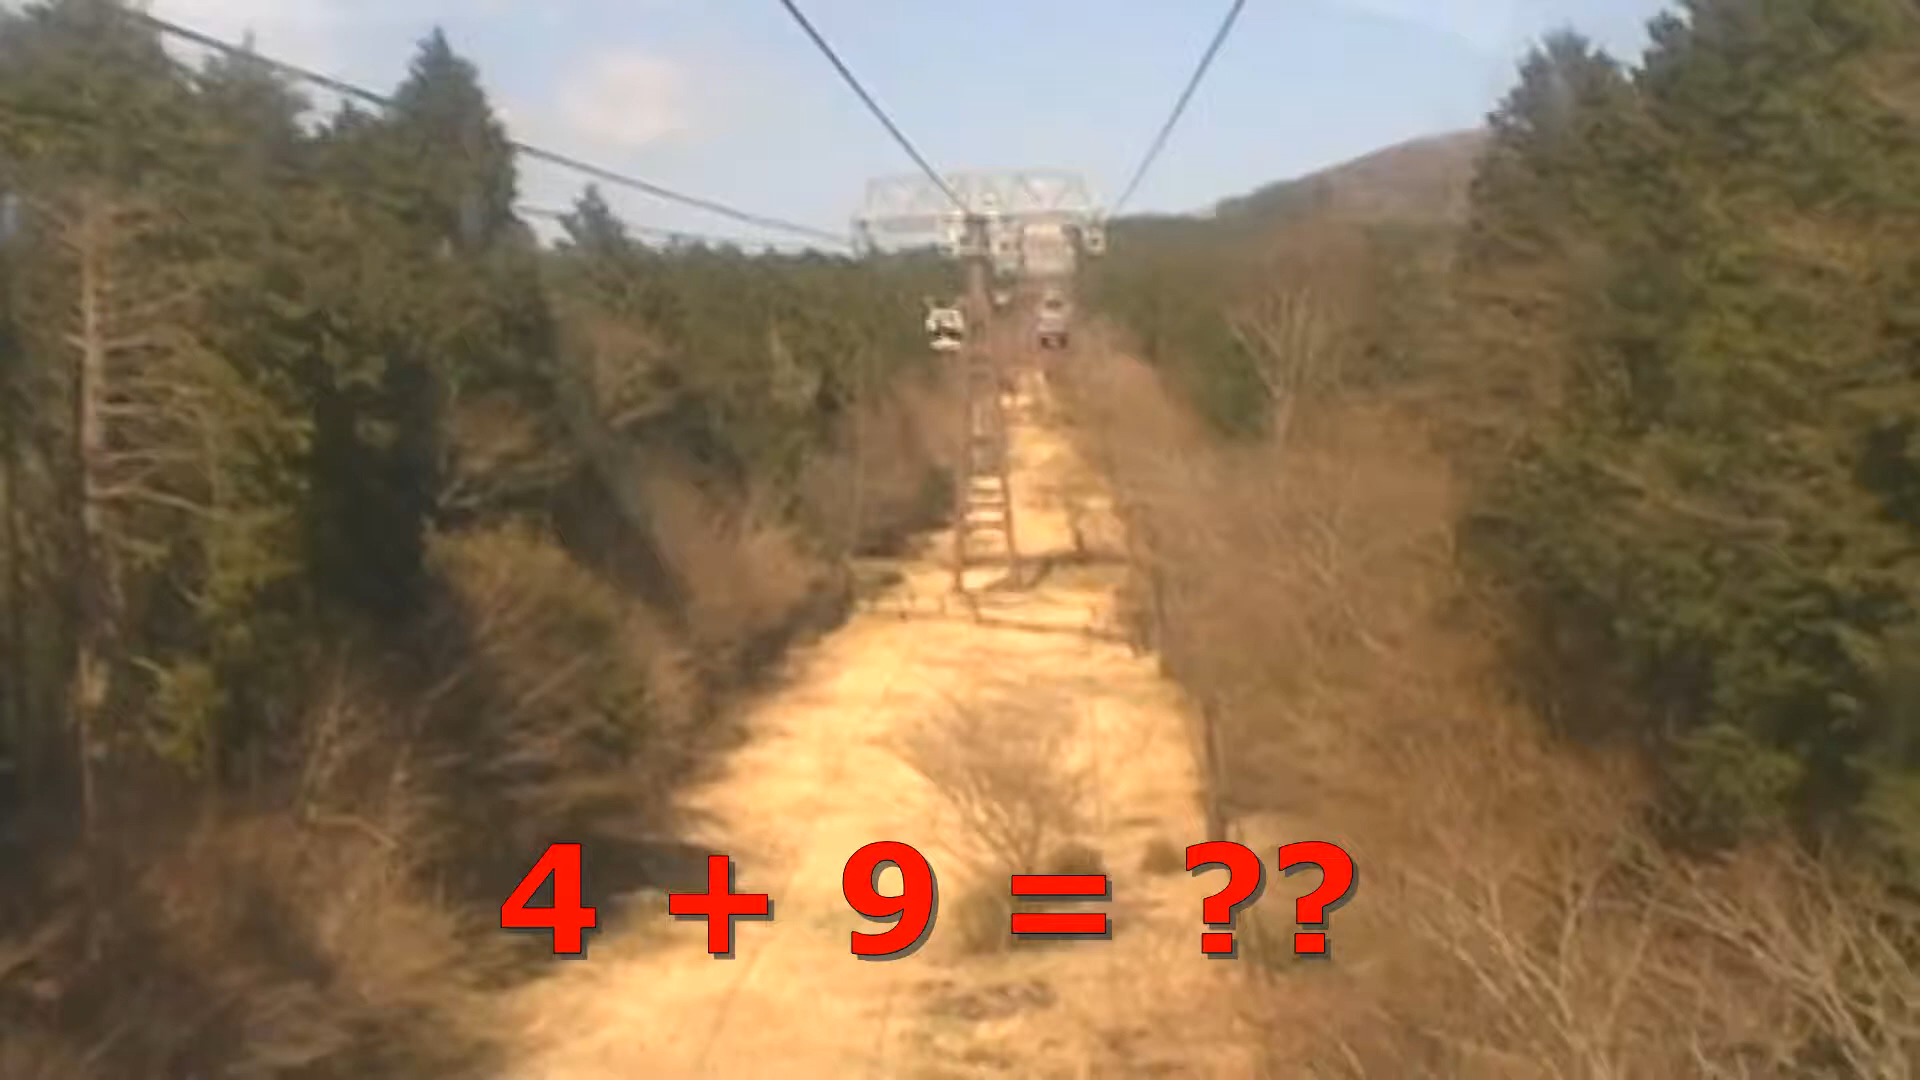 4 + 9 = ??